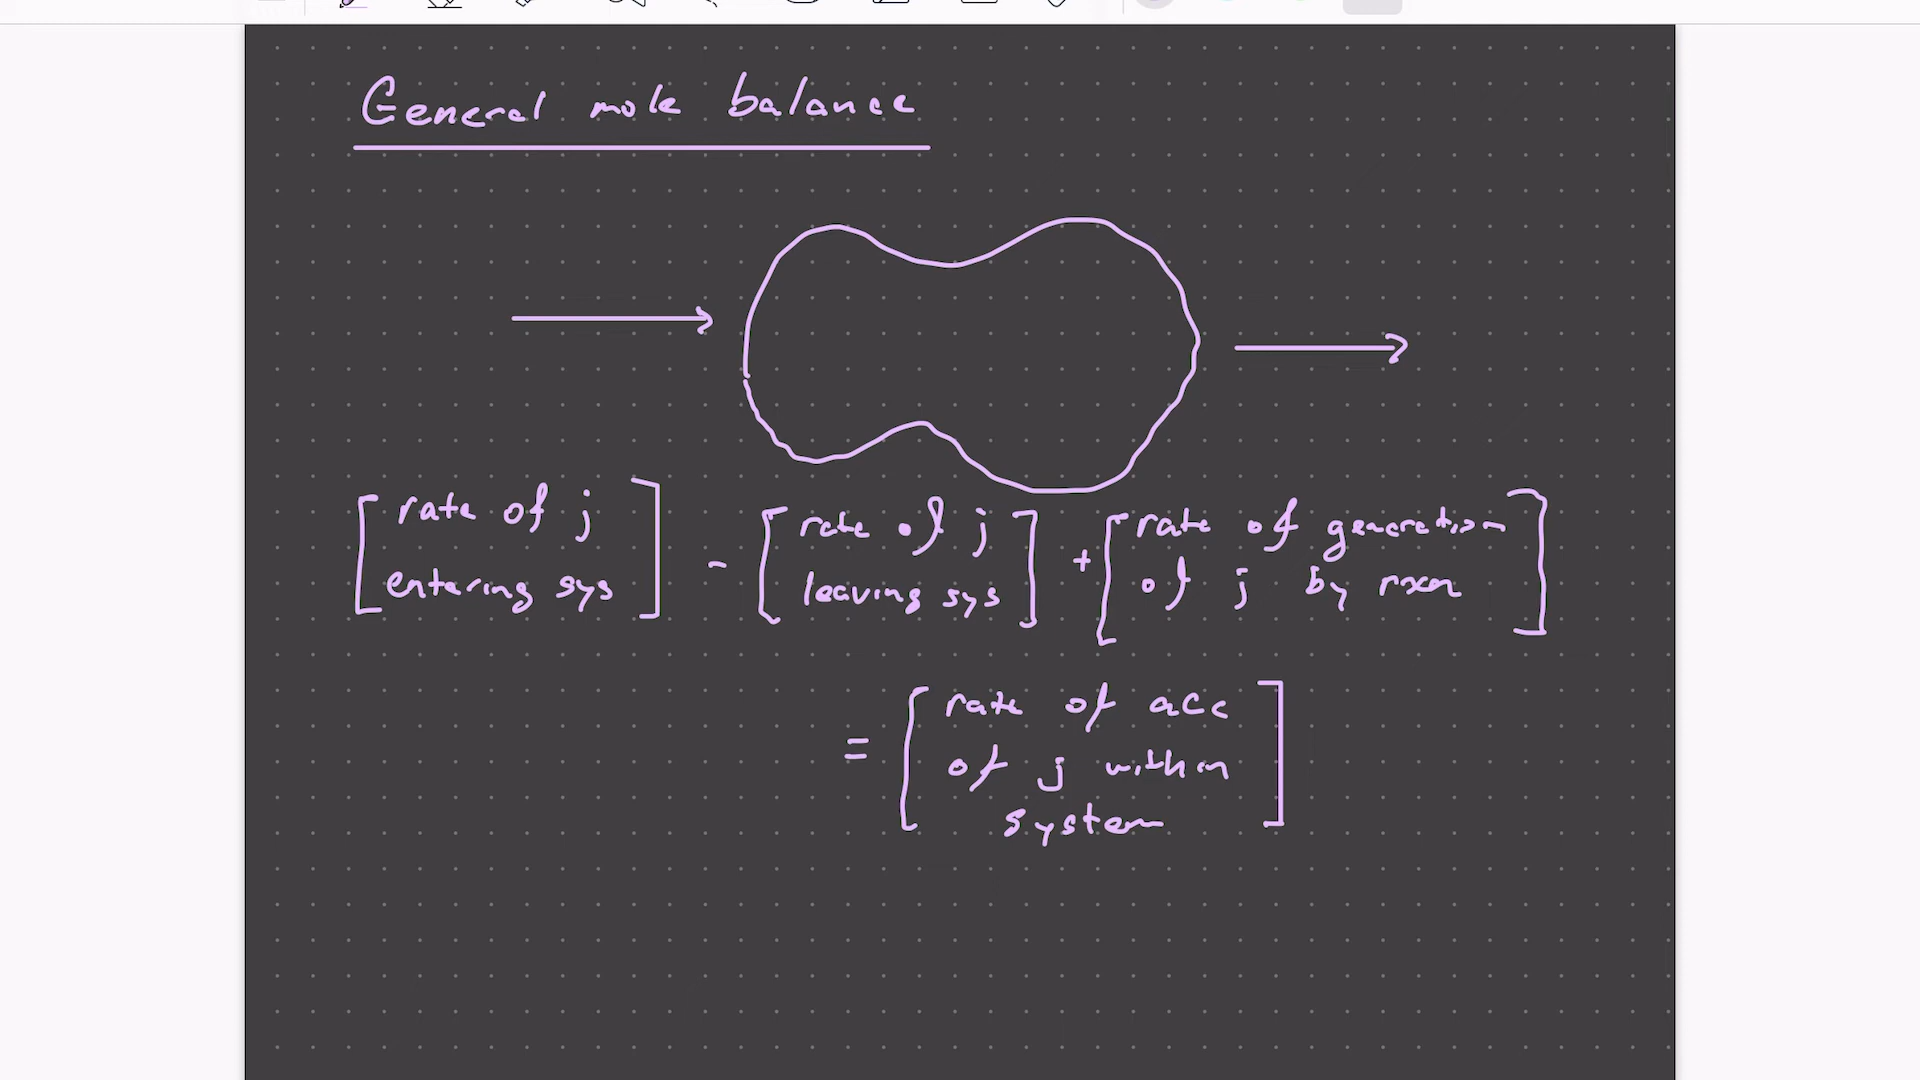 General mole balance
[rate of j entering sys] - [rate of j leaving sys] + [rate of generation of j by rxn]
= [rate of acc of j within system]